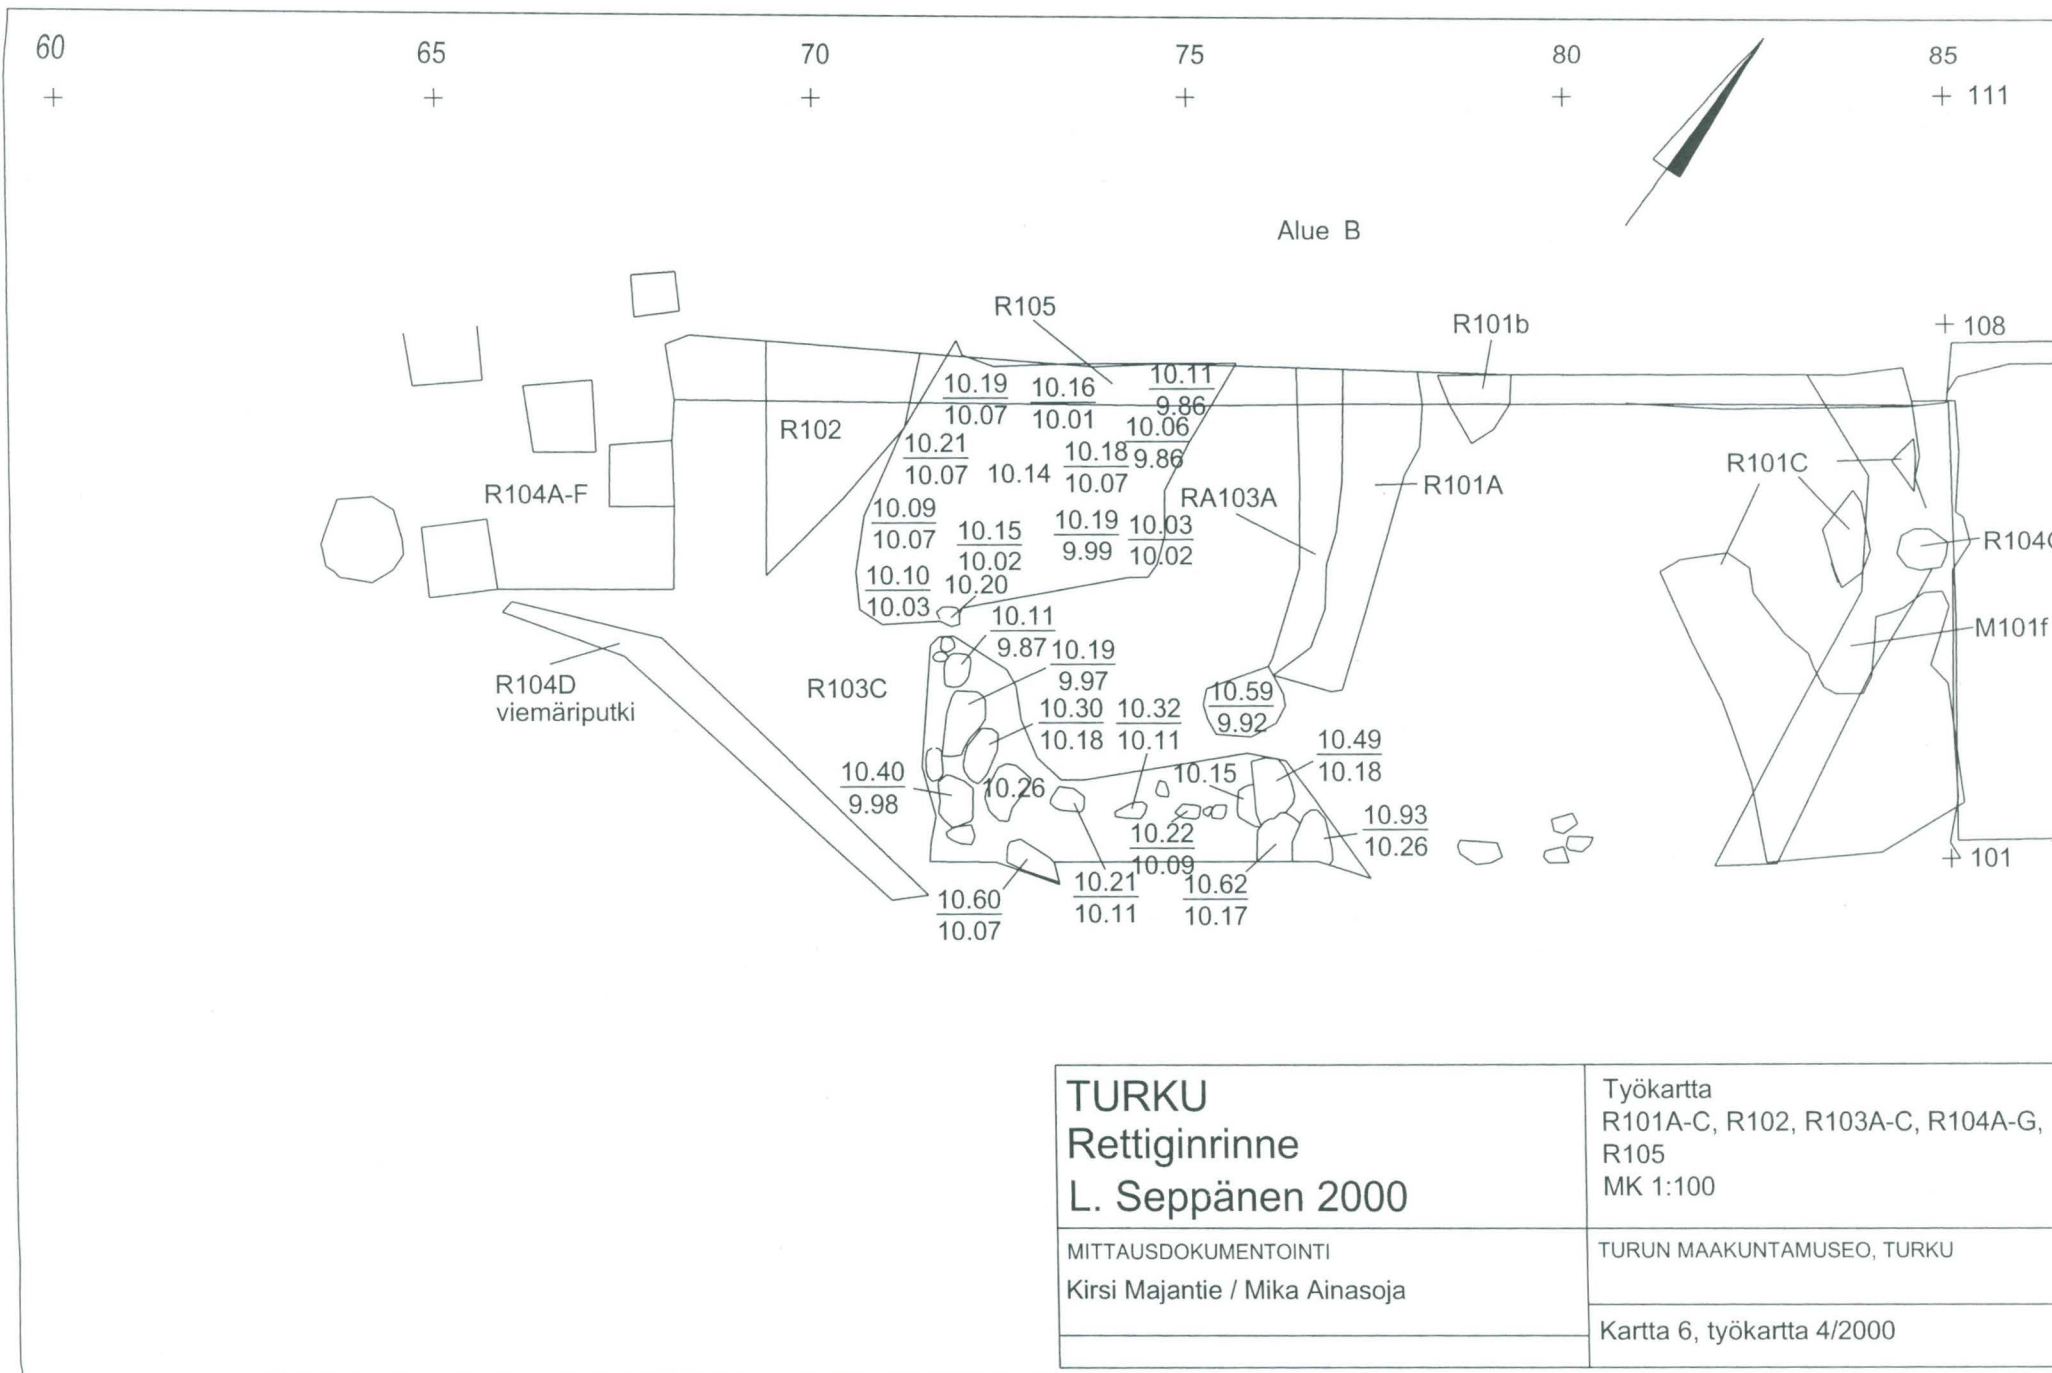 60 65 70 75 80 85
111
Alue B
R105
R101b
108
10.19
10.07
10.16
10.01
10.11
9.86
R102
10.06
9.86
10.21
10.07
10.14
10.18
10.07
R101C
R104A-F
RA103A
R101A
10.09
10.07
10.15
10.02
10.19
9.99
10.03
10.02
10.10
10.03
10.20
10.11
9.87
M101f
10.19
9.97
R104D
viemäriputki
R103C
10.59
9.92
10.30
10.18
10.32
10.11
10.49
10.18
10.40
9.98
10.26
10.15
10.93
10.26
10.22
10.09
101
10.21
10.11
10.62
10.17
10.60
10.07
TURKU
Rettiginrinne
L. Seppänen 2000
Työkartta
R101A-C, R102, R103A-C, R104A-G,
R105
MK 1:100
MITTAUSDOKUMENTOINTI
Kirsi Majantie / Mika Ainasoja
TURUN MAAKUNTAMUSEO, TURKU
Kartta 6, työkartta 4/2000